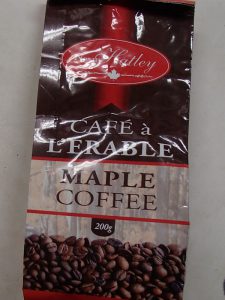 Hatley
CAFÉ à
L'ÉRABLE
MAPLE
COFFEE
200g